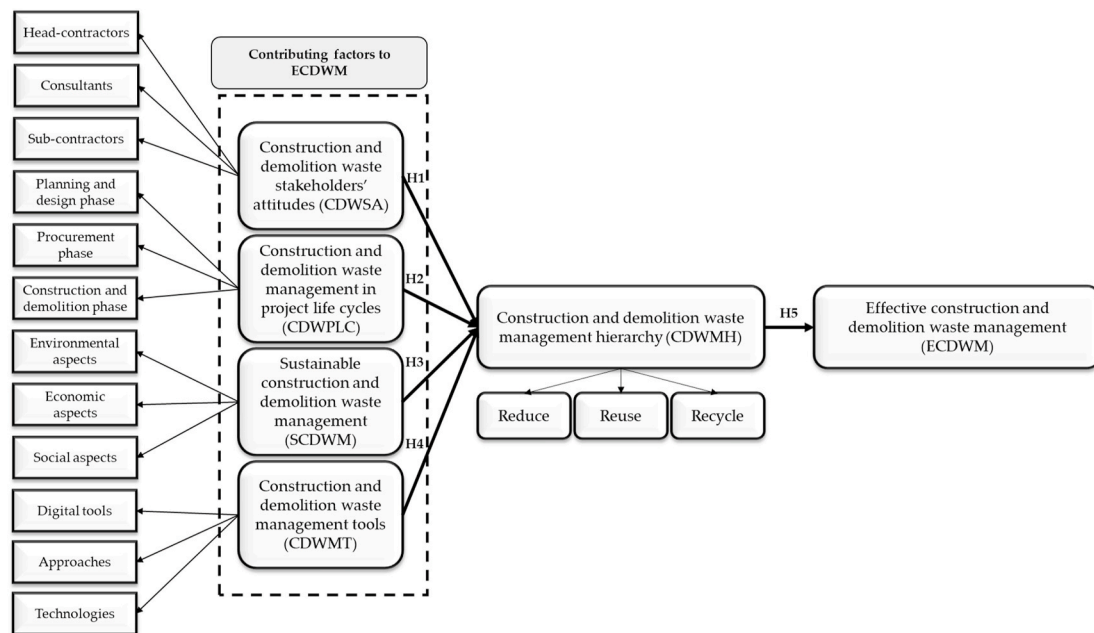 Head-contractors
Consultants
Sub-contractors
Planning and
design phase
Procurement
phase
Construction and
demolition phase
Environmental
aspects
Economic
aspects
Social aspects
Digital tools
Approaches
Technologies
Contributing factors to
ECDWM
Construction and
demolition waste
stakeholders'
attitudes (CDWSA)
Construction and
demolition waste
management in
project life cycles
(CDWPLC)
Sustainable
construction and
demolition waste
management
(SCDWM)
Construction and
demolition waste
management tools
(CDWMT)
H1
H2
H3
H4
Construction and demolition waste
management hierarchy (CDWMH)
Reduce
Reuse
Recycle
H5
Effective construction and
demolition waste management
(ECDWM)